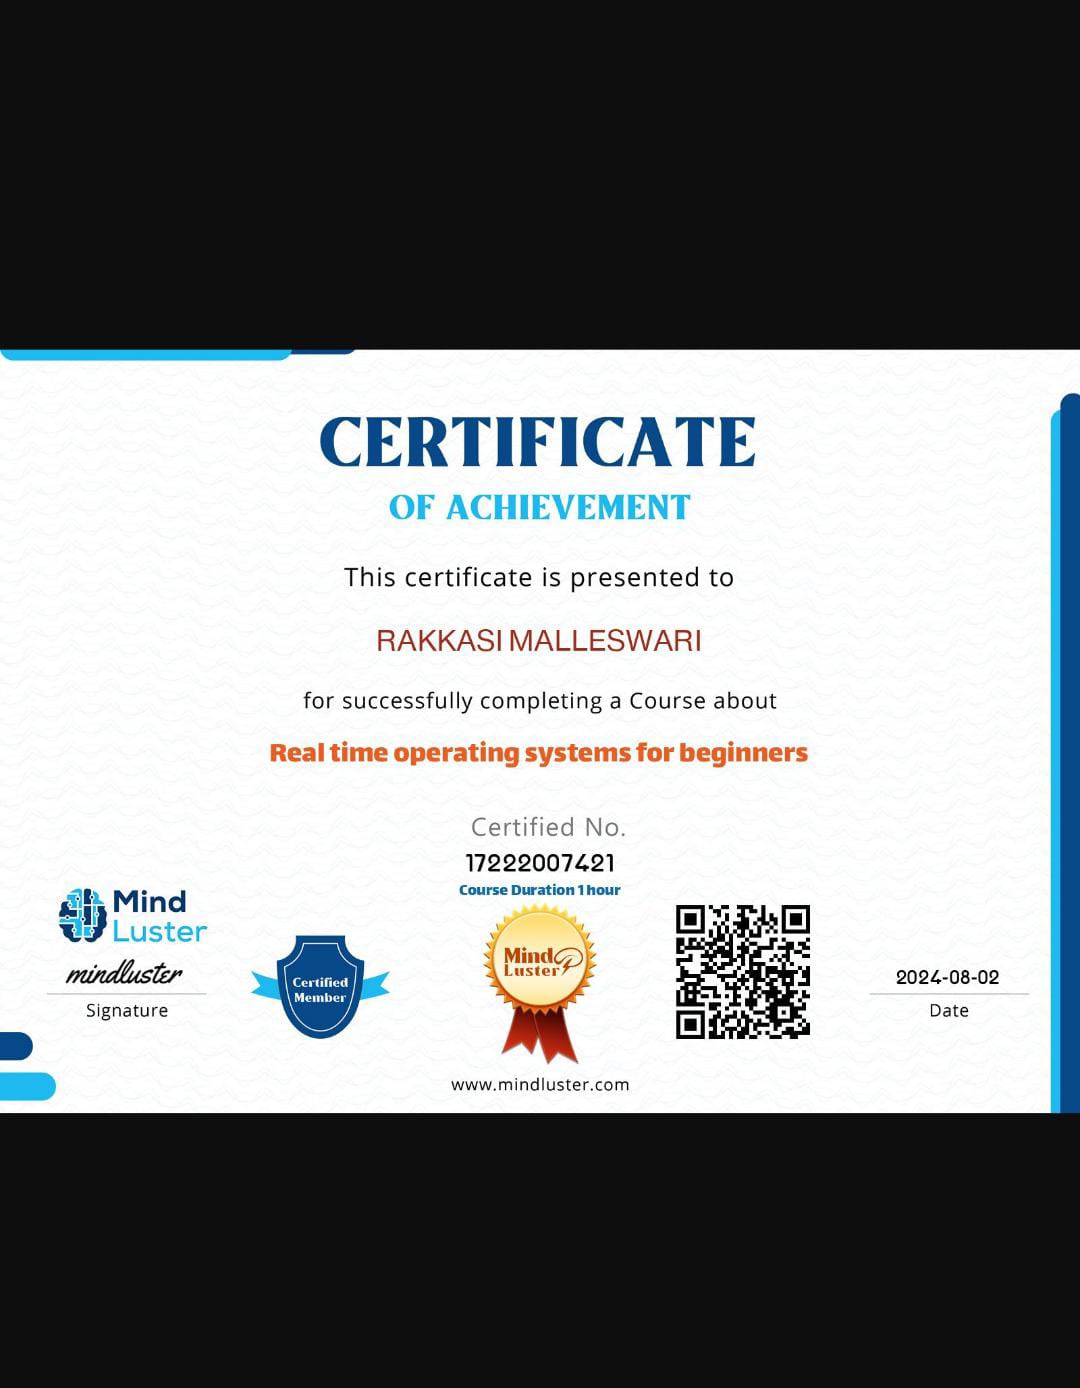 CERTIFICATE
OF ACHIEVEMENT
This certificate is presented to
RAKKASI MALLESWARI
for successfully completing a Course about
Real time operating systems for beginners
Certified No.
17222007421
Course Duration 1 hour
Mind
Luster
mindluster
Signature
Certified
Member
Mind
Luster
2024-08-02
Date
www.mindluster.com